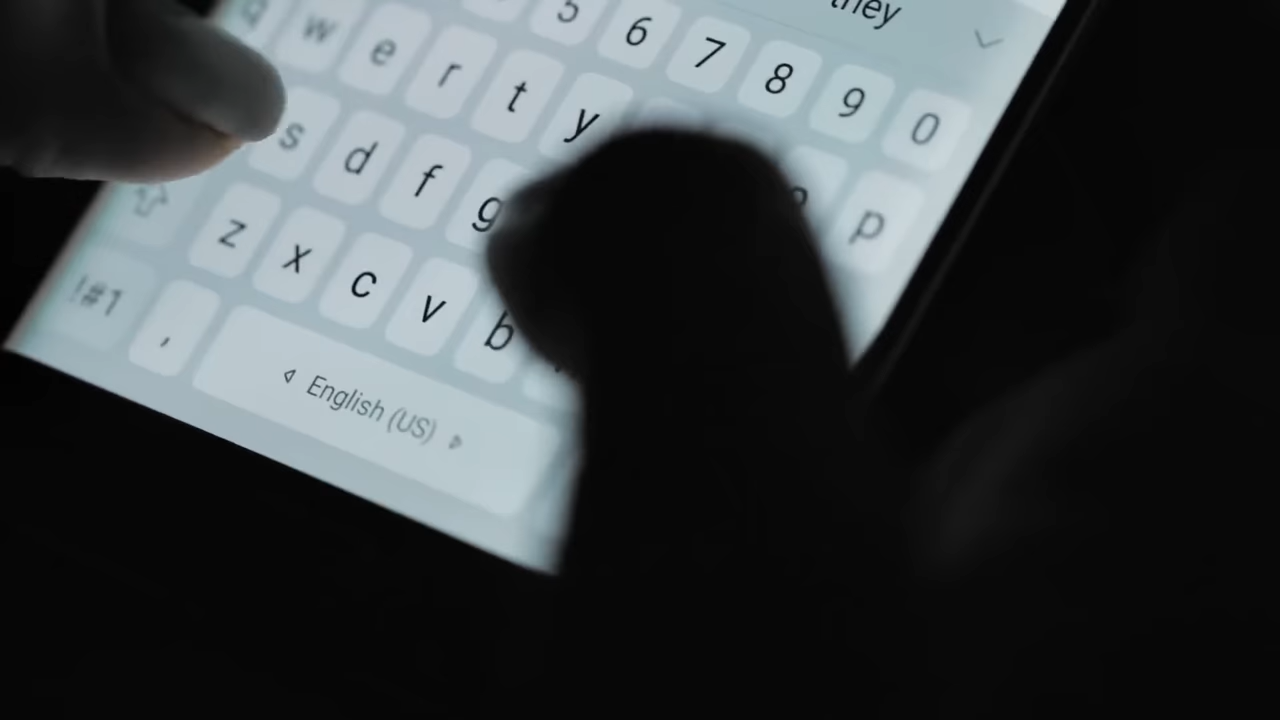 they
5 6 7 8 9 0
q w e r t y p
s d f g
z x c v b
!#1 , English (US)